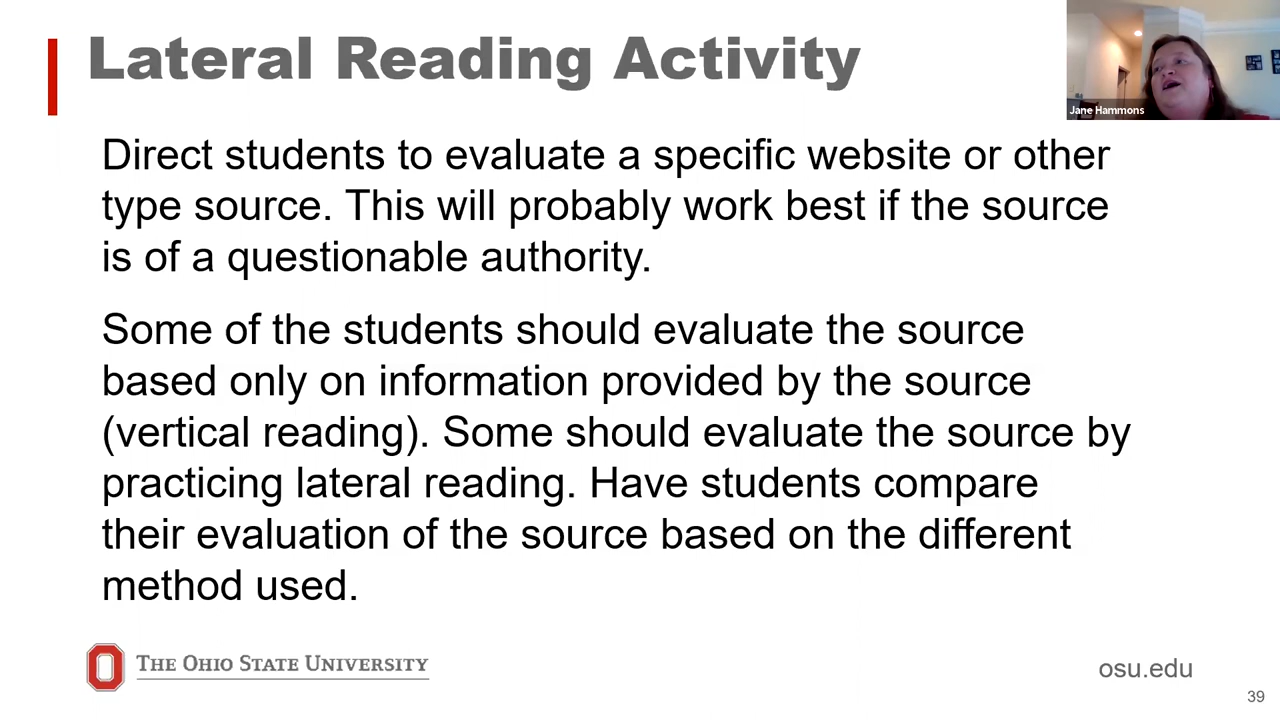 Lateral Reading Activity
Jane Hammons
Direct students to evaluate a specific website or other
type source. This will probably work best if the source
is of a questionable authority.
Some of the students should evaluate the source
based only on information provided by the source
(vertical reading). Some should evaluate the source by
practicing lateral reading. Have students compare
their evaluation of the source based on the different
method used.
THE OHIO STATE UNIVERSITY
osu.edu
39